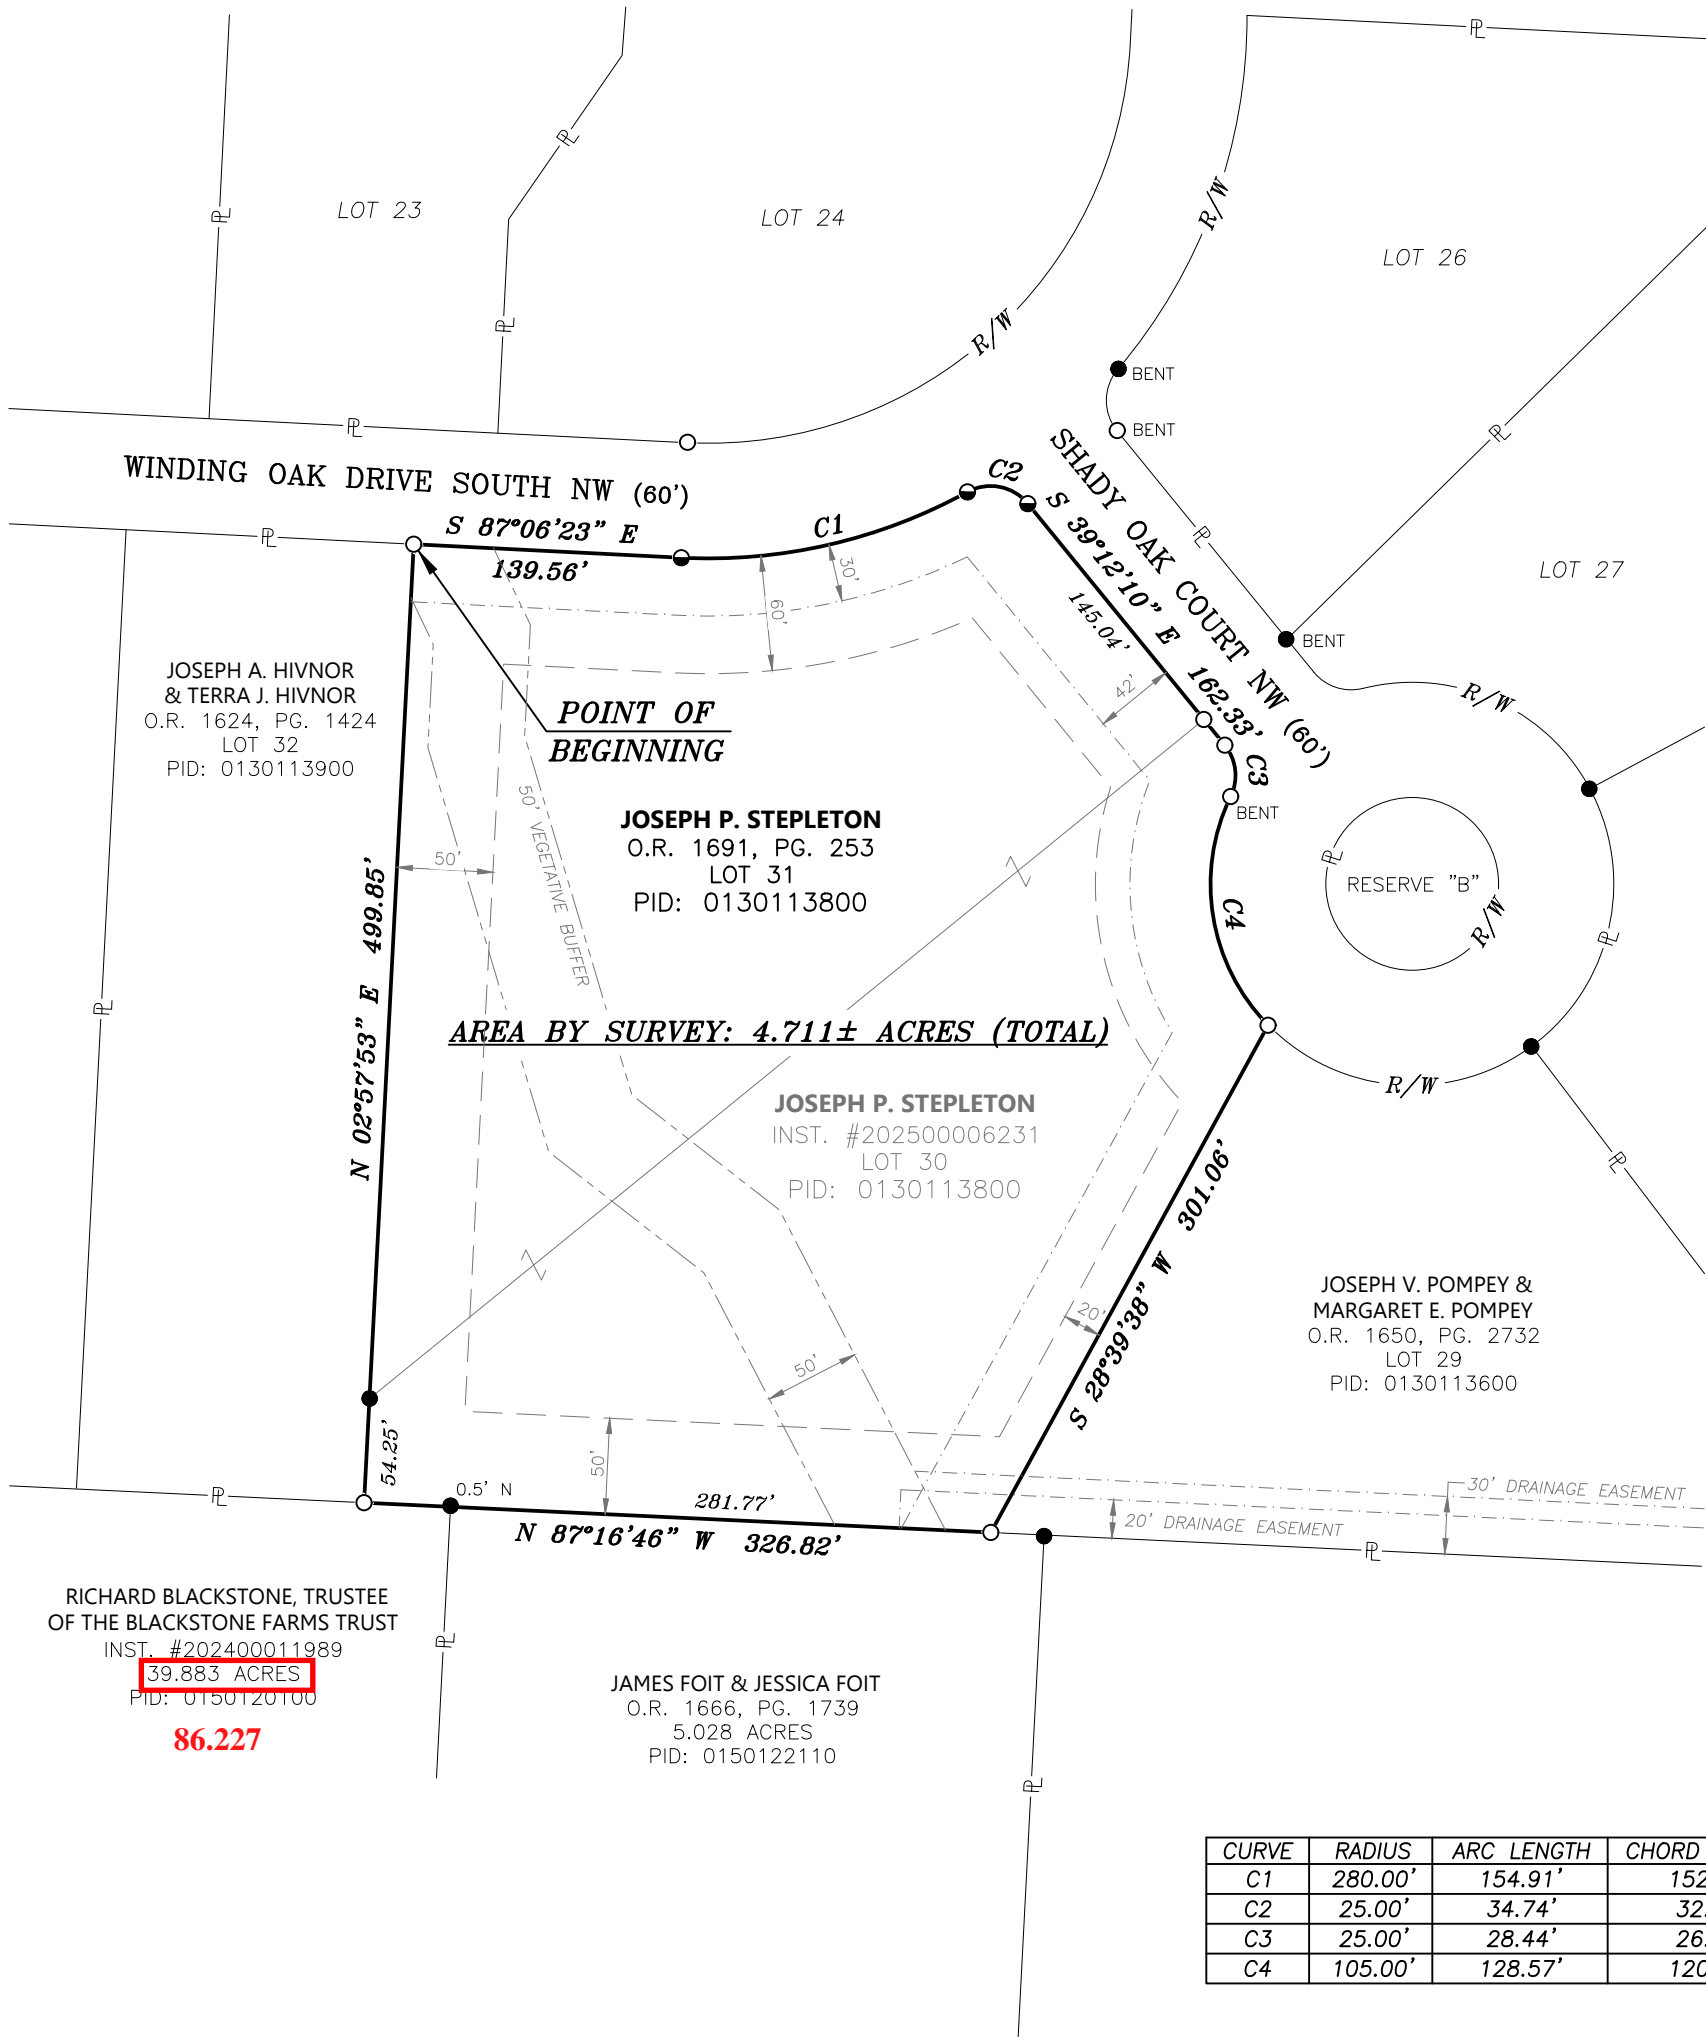 LOT 23
LOT 24
LOT 26
LOT 27
R/W
R/W
BENT
BENT
BENT
WINDING OAK DRIVE SOUTH NW (60')
SHADY OAK COURT NW (60')
S 87°06'23" E
139.56'
C1
C2
S 39°12'10" E 162.33'
145.04'
C3
BENT
C4
R/W
R/W
R/W
RESERVE "B"
30'
60'
42'
50'
50' VEGETATIVE BUFFER
POINT OF
BEGINNING
JOSEPH A. HIVNOR
& TERRA J. HIVNOR
O.R. 1624, PG. 1424
LOT 32
PID: 0130113900
JOSEPH P. STEPLETON
O.R. 1691, PG. 253
LOT 31
PID: 0130113800
N 02°57'53" E 499.85'
AREA BY SURVEY: 4.711± ACRES (TOTAL)
JOSEPH P. STEPLETON
INST. #202500006231
LOT 30
PID: 0130113800
S 28°39'38" W 301.06'
20'
50'
50'
54.25'
0.5' N
281.77'
N 87°16'46" W 326.82'
JOSEPH V. POMPEY &
MARGARET E. POMPEY
O.R. 1650, PG. 2732
LOT 29
PID: 0130113600
30' DRAINAGE EASEMENT
20' DRAINAGE EASEMENT
RICHARD BLACKSTONE, TRUSTEE
OF THE BLACKSTONE FARMS TRUST
INST. #202400011989
39.883 ACRES
PID: 0150120100
86.227
JAMES FOIT & JESSICA FOIT
O.R. 1666, PG. 1739
5.028 ACRES
PID: 0150122110
CURVE RADIUS ARC LENGTH CHORD
C1 280.00' 154.91' 152
C2 25.00' 34.74' 32.
C3 25.00' 28.44' 26.
C4 105.00' 128.57' 120